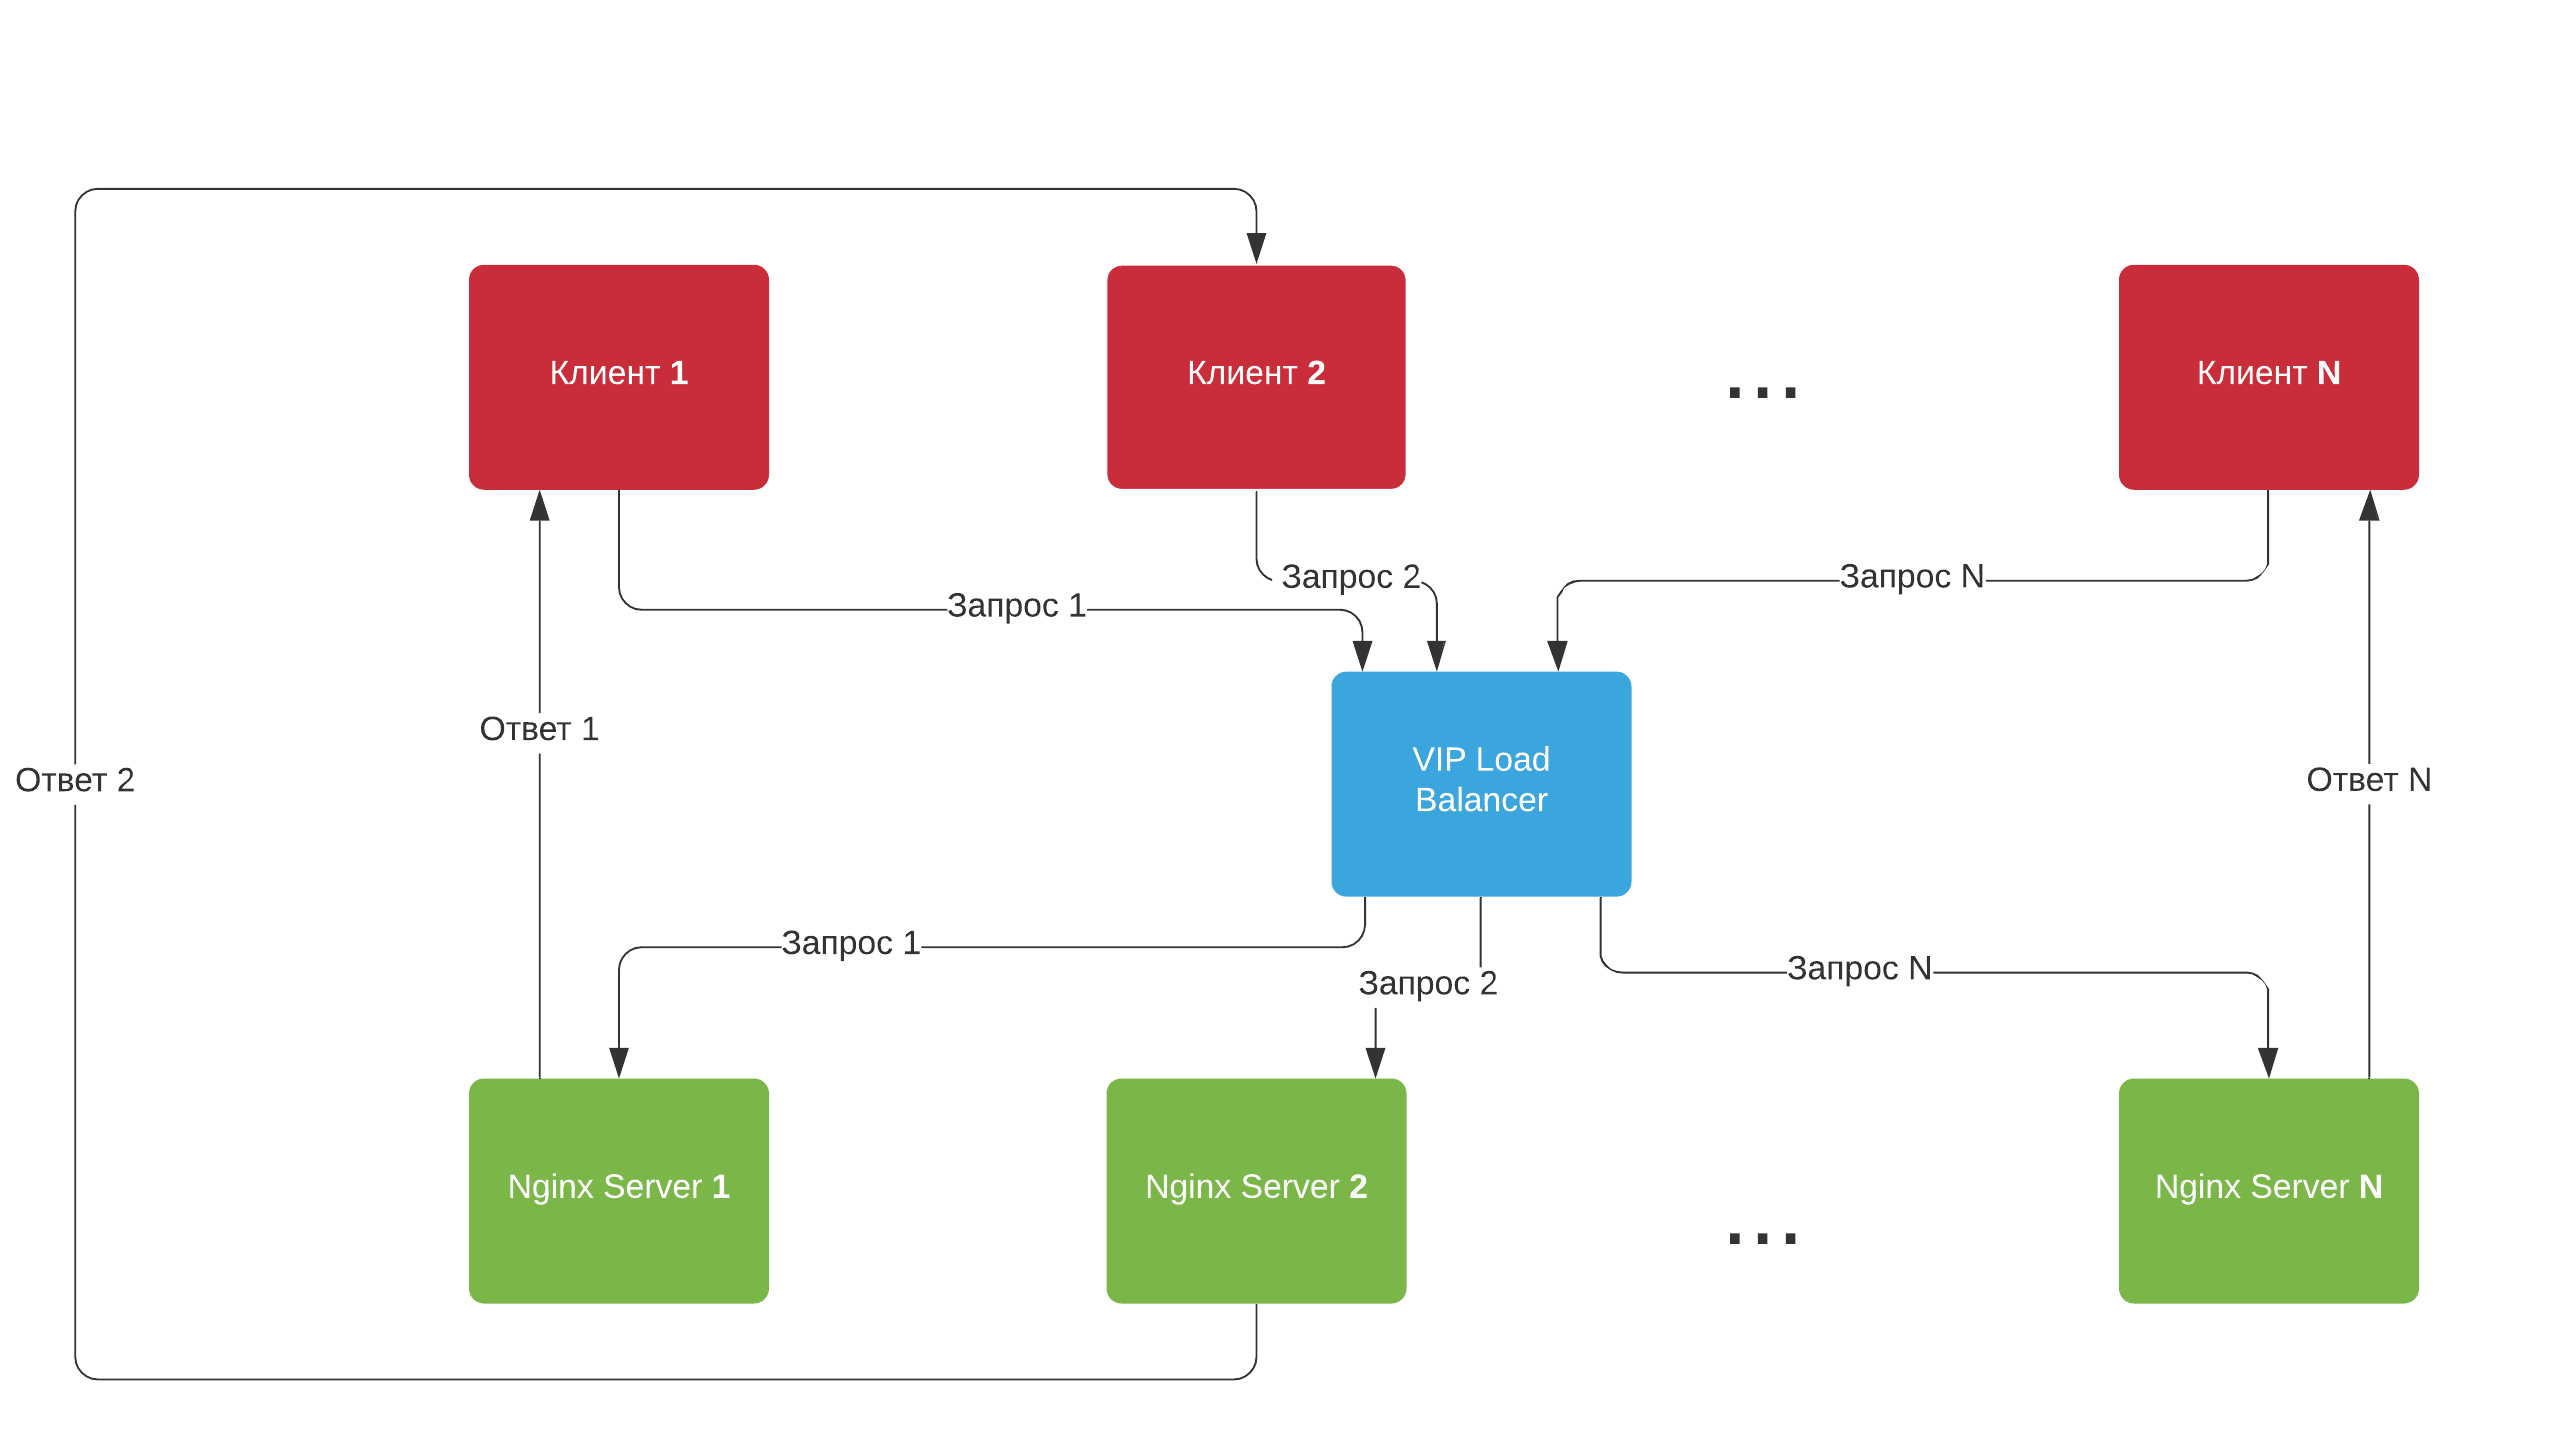 Клиент 1
Клиент 2
...
Клиент N
Запрос 1
Запрос 2
Запрос N
Ответ 1
Ответ 2
VIP Load
Balancer
Ответ N
Запрос 1
Запрос 2
Запрос N
Nginx Server 1
Nginx Server 2
...
Nginx Server N